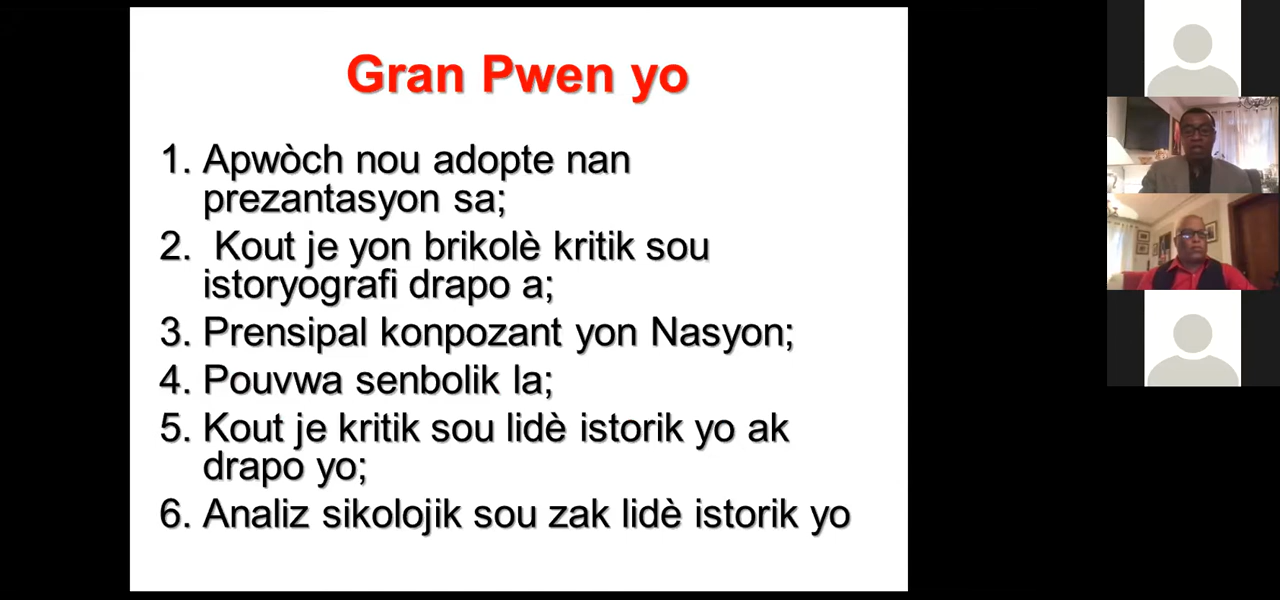 Gran Pwen yo
1. Apwòch nou adopte nan
prezantasyon sa;
2. Kout je yon brikolè kritik sou
istoryografi drapo a;
3. Prensipal konpozant yon Nasyon;
4. Pouvwa senbolik la;
5. Kout je kritik sou lidè istorik yo ak
drapo yo;
6. Analiz sikolojik sou zak lidè istorik yo